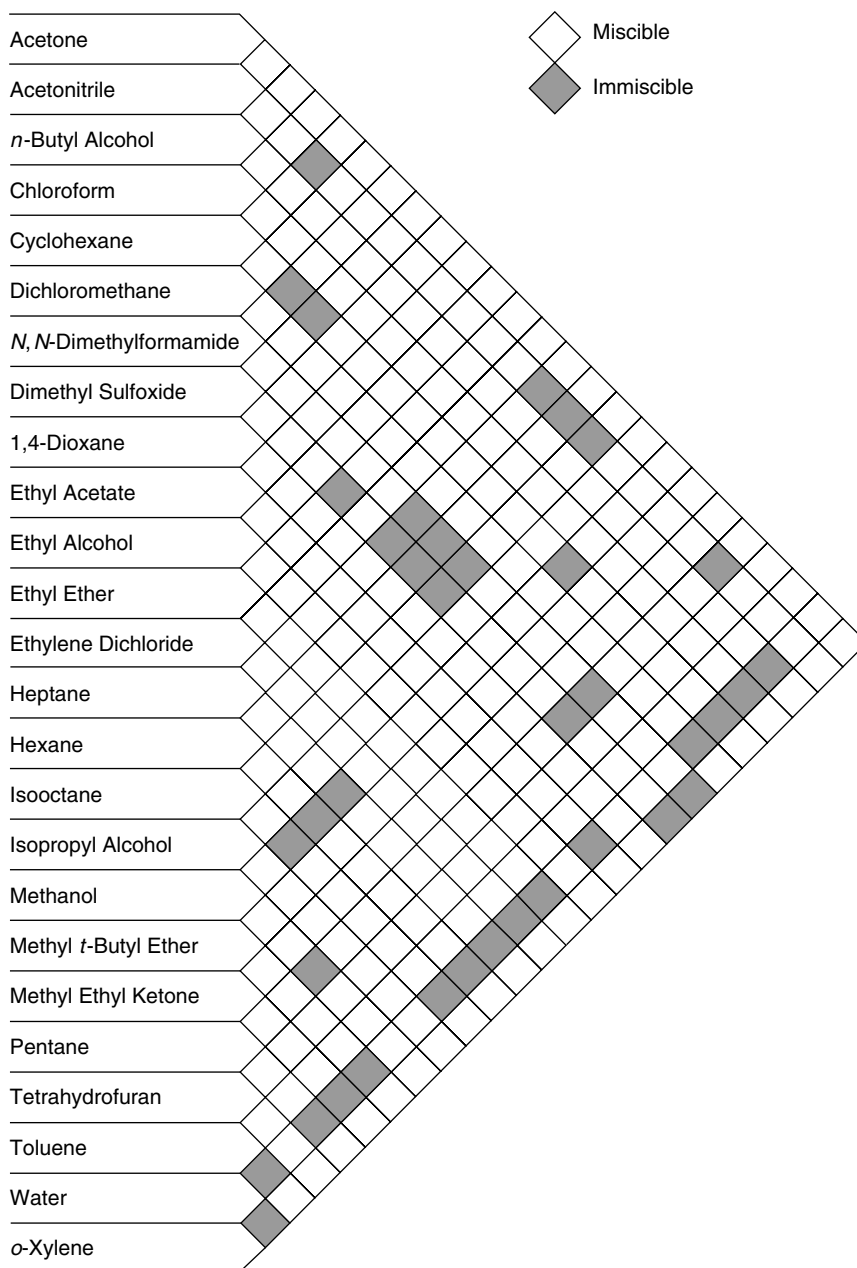 Acetone
Acetonitrile
n-Butyl Alcohol
Chloroform
Cyclohexane
Dichloromethane
N,N-Dimethylformamide
Dimethyl Sulfoxide
1,4-Dioxane
Ethyl Acetate
Ethyl Alcohol
Ethyl Ether
Ethylene Dichloride
Heptane
Hexane
Isooctane
Isopropyl Alcohol
Methanol
Methyl t-Butyl Ether
Methyl Ethyl Ketone
Pentane
Tetrahydrofuran
Toluene
Water
o-Xylene
Miscible
Immiscible